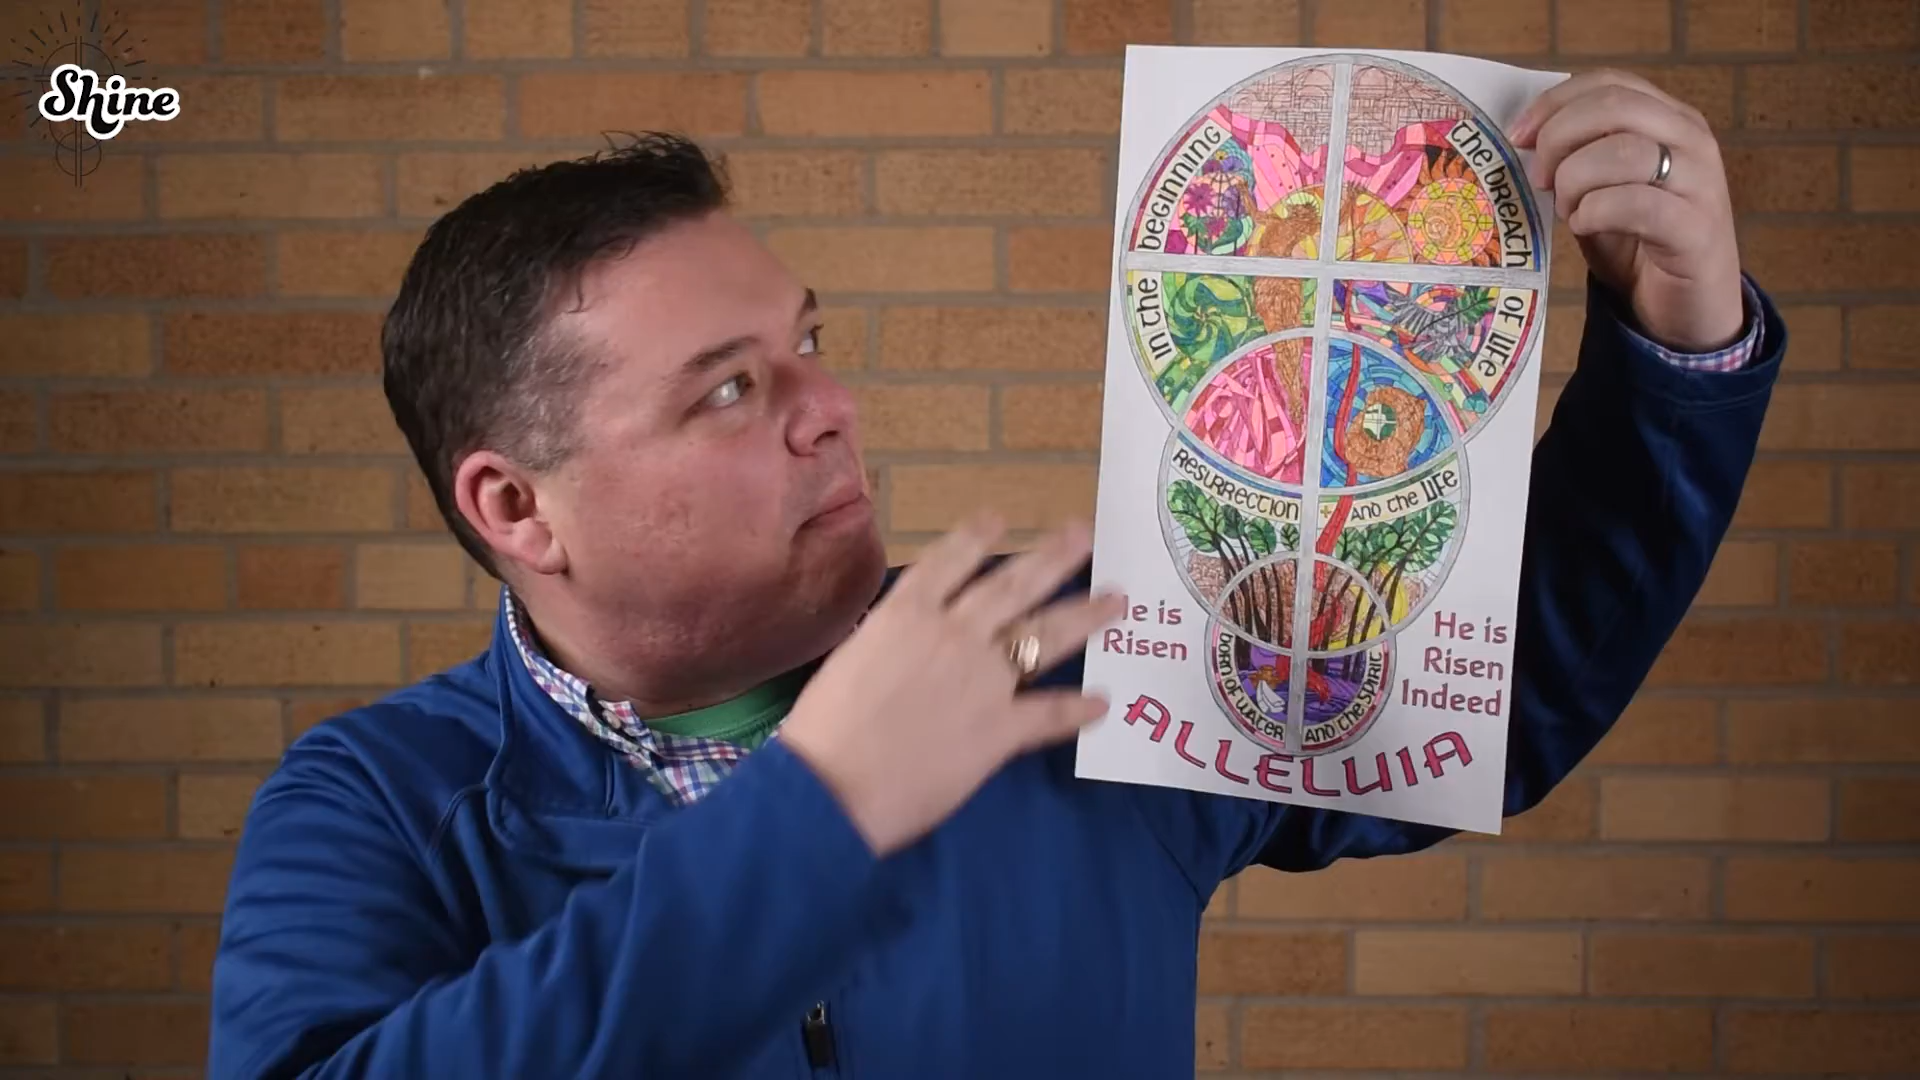 Shine
in the beginning
the breath of life
resurrection + and the life
He is
Risen
He is
Risen
Indeed
born of water and the spirit
ALLELUIA